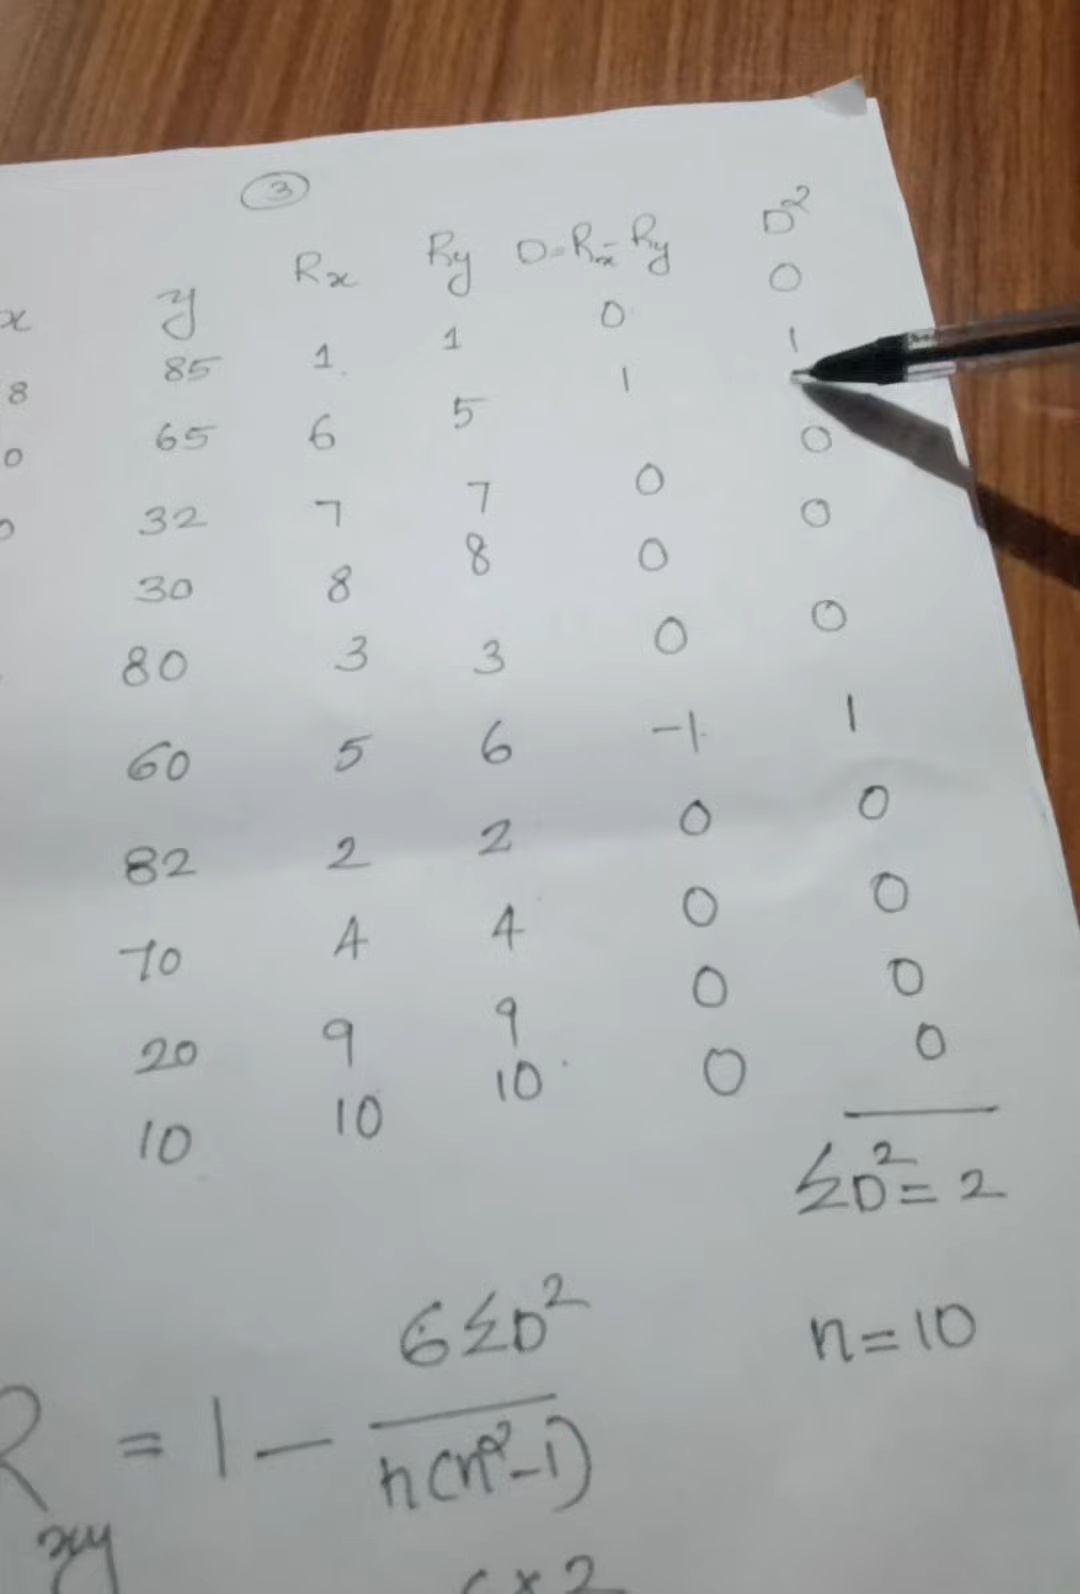 3
x y Rx Ry D=Rx-Ry D²
8 85 1 1 0 0
0 65 6 5 1 1
32 7 7 0 0
30 8 8 0 0
80 3 3 0 0
60 5 6 -1 1
82 2 2 0 0
70 4 4 0 0
20 9 9 0 0
10 10 10 0 0
ΣD²=2
6ΣD² n=10
Rxy = 1 - n(n²-1)